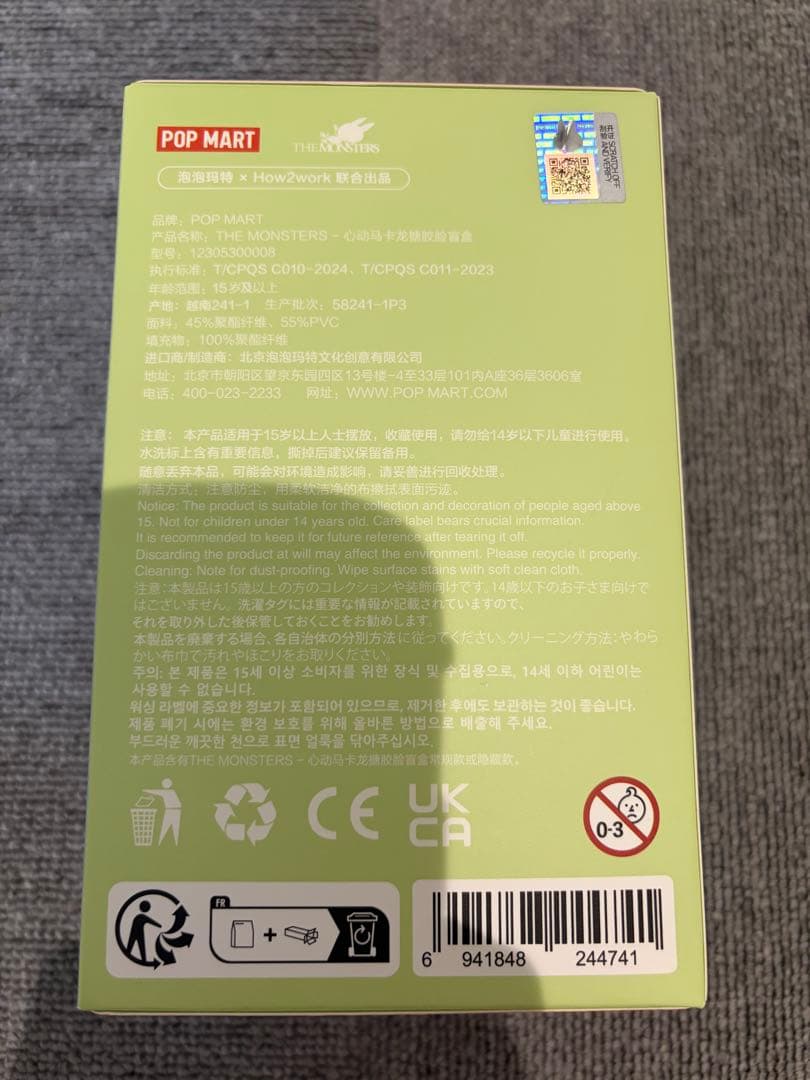 POP MART
THE MONSTERS
泡泡玛特 × How2work 联合出品
SCRATCH OFF
AND VERIFY
品牌：POP MART
产品名称：THE MONSTERS - 心动马卡龙搪胶脸盲盒
型号：12305300008
执行标准：T/CPQS C010-2024、T/CPQS C011-2023
年龄范围：15岁及以上
产地：越南241-1 生产批次：58241-1P3
面料：45%聚酯纤维、55%PVC
填充物：100%聚酯纤维
进口商/制造商：北京泡泡玛特文化创意有限公司
地址：北京市朝阳区望京东园四区13号楼-4至33层101内A座36层3606室
电话：400-023-2233 网址：WWW.POP MART.COM
注意： 本产品适用于15岁以上人士摆放，收藏使用，请勿给14岁以下儿童进行使用。
水洗标上含有重要信息，撕掉后建议保留备用。
随意丢弃本品，可能会对环境造成影响，请妥善进行回收处理。
清洁方式：注意防尘，用柔软洁净的布擦拭表面污迹。
Notice: The product is suitable for the collection and decoration of people aged above
15. Not for children under 14 years old. Care label bears crucial information.
It is recommended to keep it for future reference after tearing it off.
Discarding the product at will may affect the environment. Please recycle it properly.
Cleaning: Note for dust-proofing. Wipe surface stains with soft clean cloth.
注意：本製品は15歳以上の方のコレクションや装飾向けです。14歳以下のお子さま向けで
はございません。洗濯タグには重要な情報が記載されていますので、
それを取り外した後保管しておくことをお勧めします。
本製品を廃棄する場合、各自治体の分別方法に従ってください。クリーニング方法：やわら
かい布巾で汚れやほこりをお取りください。
주의: 본 제품은 15세 이상 소비자를 위한 장식 및 수집용으로, 14세 이하 어린이는
사용할 수 없습니다.
워싱 라벨에 중요한 정보가 포함되어 있으므로, 제거한 후에도 보관하는 것이 좋습니다.
제품 폐기 시에는 환경 보호를 위해 올바른 방법으로 배출해 주세요.
부드러운 깨끗한 천으로 표면 얼룩을 닦아주십시오.
本产品含有THE MONSTERS - 心动马卡龙搪胶脸盲盒常规款或隐藏款。
CE
UK
CA
0-3
FR
6 941848 244741